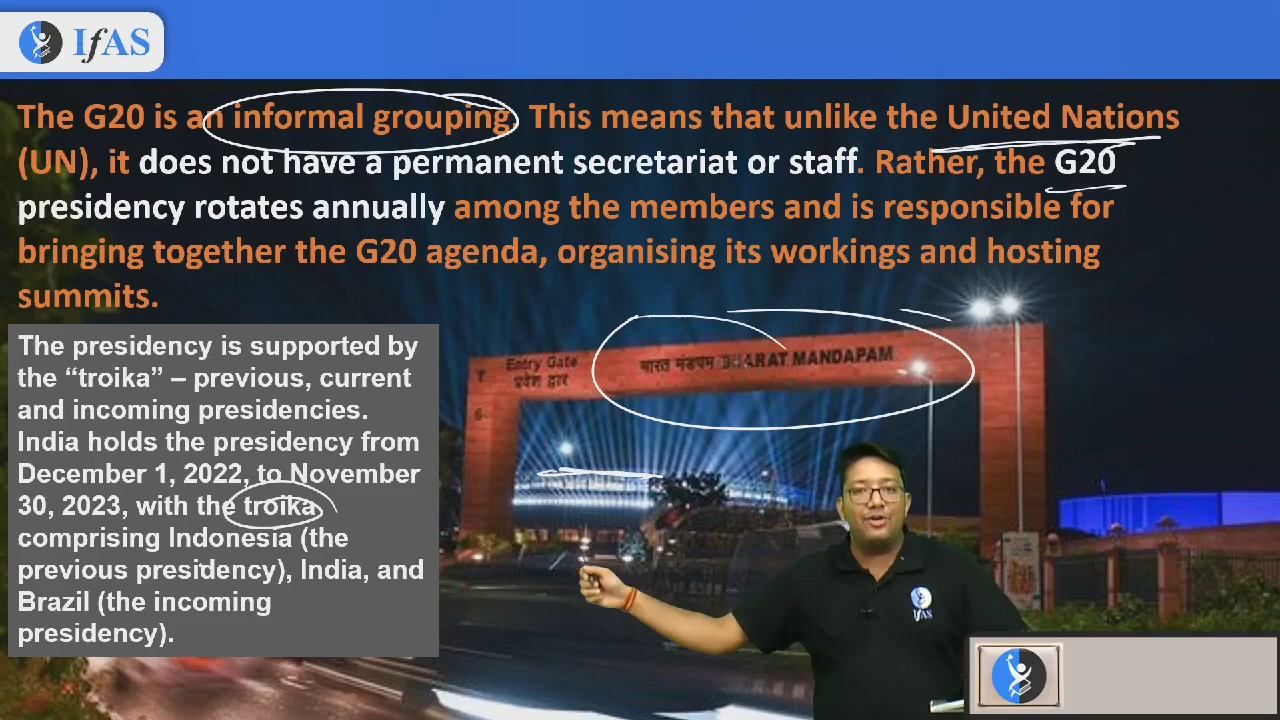 IfAS
The G20 is an informal grouping. This means that unlike the United Nations
(UN), it does not have a permanent secretariat or staff. Rather, the G20
presidency rotates annually among the members and is responsible for
bringing together the G20 agenda, organising its workings and hosting
summits.
The presidency is supported by
the “troika” – previous, current
and incoming presidencies.
India holds the presidency from
December 1, 2022, to November
30, 2023, with the troika
comprising Indonesia (the
previous presidency), India, and
Brazil (the incoming
presidency).
Entry Gate
प्रवेश द्वार
भारत मंडपम BHARAT MANDAPAM
IfAS